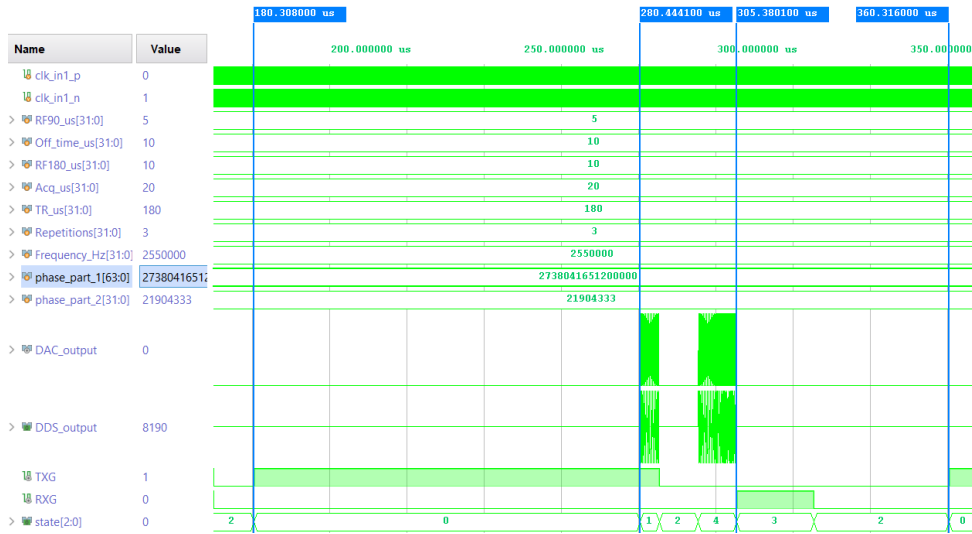 180.308000 us 280.444100 us 305.380100 us 360.316000 us
Name Value 200.000000 us 250.000000 us 300.000000 us 350.000000
clk_in1_p 0
clk_in1_n 1
RF90_us[31:0] 5 5
Off_time_us[31:0] 10 10
RF180_us[31:0] 10 10
Acq_us[31:0] 20 20
TR_us[31:0] 180 180
Repetitions[31:0] 3 3
Frequency_Hz[31:0] 2550000 2550000
phase_part_1[63:0] 27380416512 2738041651200000
phase_part_2[31:0] 21904333 21904333
DAC_output 0
DDS_output 8190
TXG 1
RXG 0
state[2:0] 0 2 0 1 2 4 3 2 0